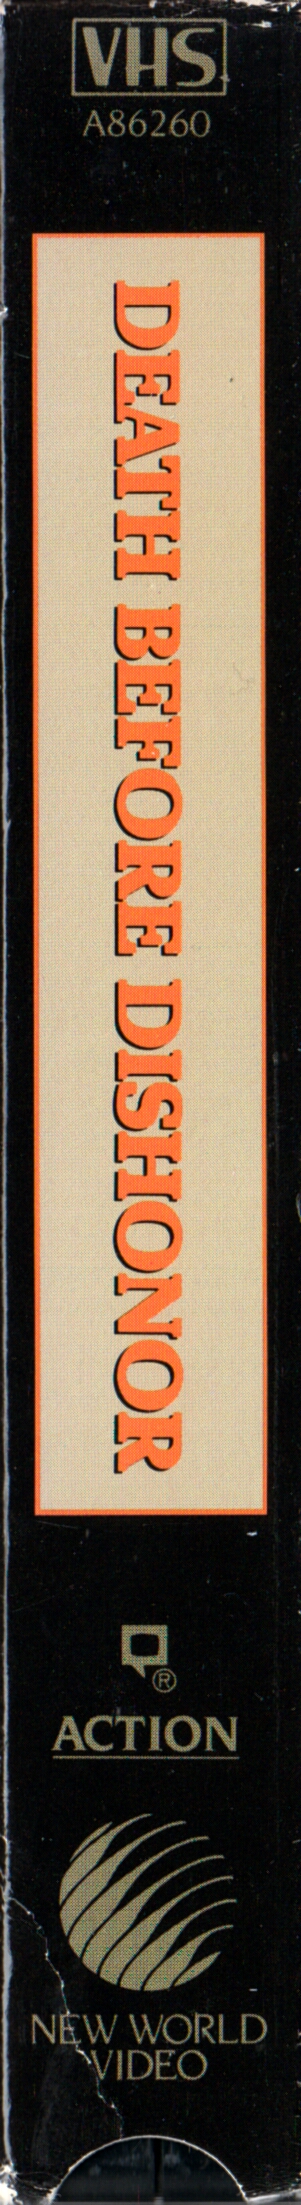 VHS
A86260
DEATH BEFORE DISHONOR
®
ACTION
NEW WORLD
VIDEO